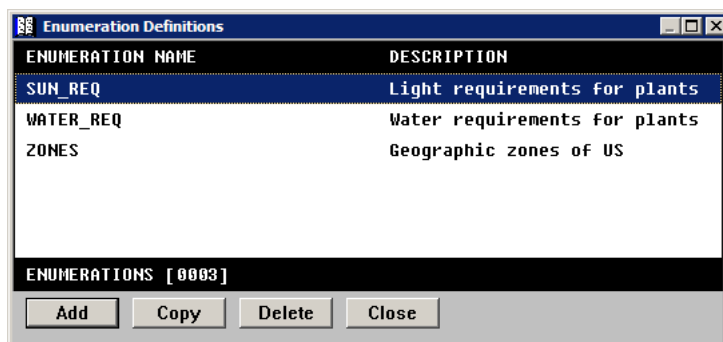 Enumeration Definitions
ENUMERATION NAME DESCRIPTION
SUN_REQ Light requirements for plants
WATER_REQ Water requirements for plants
ZONES Geographic zones of US
ENUMERATIONS [0003]
Add Copy Delete Close